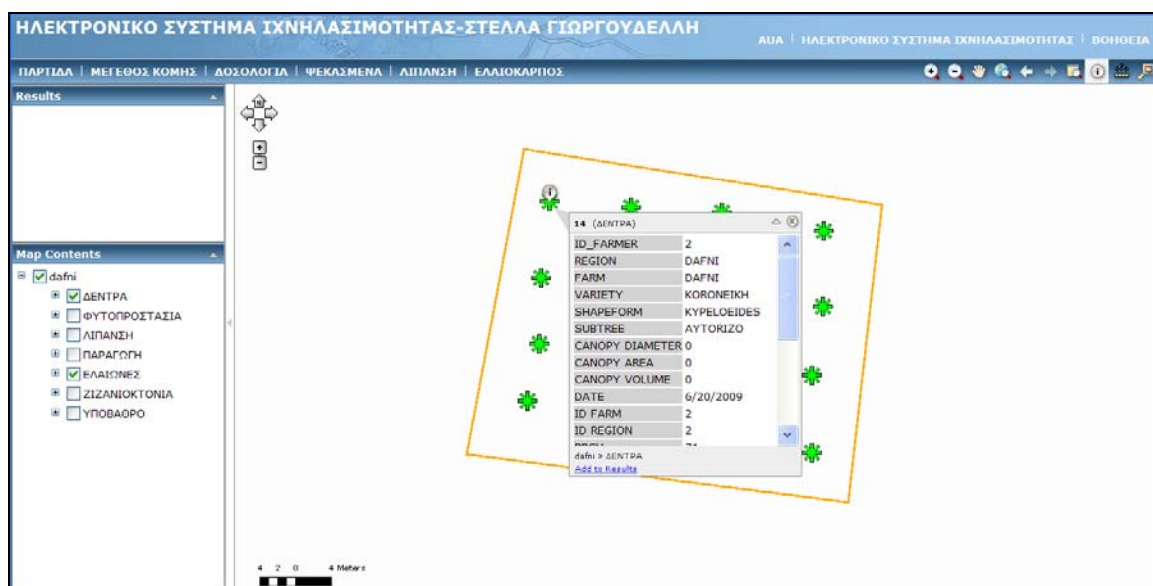 ΗΛΕΚΤΡΟΝΙΚΟ ΣΥΣΤΗΜΑ ΙΧΝΗΛΑΣΙΜΟΤΗΤΑΣ-ΣΤΕΛΛΑ ΓΙΩΡΓΟΥΔΕΛΛΗ
AUA | ΗΛΕΚΤΡΟΝΙΚΟ ΣΥΣΤΗΜΑ ΙΧΝΗΛΑΣΙΜΟΤΗΤΑΣ | ΒΟΗΘΕΙΑ
ΠΑΡΤΙΔΑ | ΜΕΓΕΘΟΣ ΚΟΜΗΣ | ΔΟΣΟΛΟΓΙΑ | ΨΕΚΑΣΜΕΝΑ | ΛΙΠΑΝΣΗ | ΕΛΑΙΟΚΑΡΠΟΣ
Results
Map Contents
dafni
ΔΕΝΤΡΑ
ΦΥΤΟΠΡΟΣΤΑΣΙΑ
ΛΙΠΑΝΣΗ
ΠΑΡΑΓΩΓΗ
ΕΛΑΙΩΝΕΣ
ΖΙΖΑΝΙΟΚΤΟΝΙΑ
ΥΠΟΒΑΘΡΟ
N
14 (ΔΕΝΤΡΑ)
ID_FARMER 2
REGION DAFNI
FARM DAFNI
VARIETY KORONEIKH
SHAPEFORM KYPELOEIDES
SUBTREE AYTORIZO
CANOPY DIAMETER 0
CANOPY AREA 0
CANOPY VOLUME 0
DATE 6/20/2009
ID FARM 2
ID REGION 2
dafni > ΔΕΝΤΡΑ
Add to Results
4 2 0 4 Meters